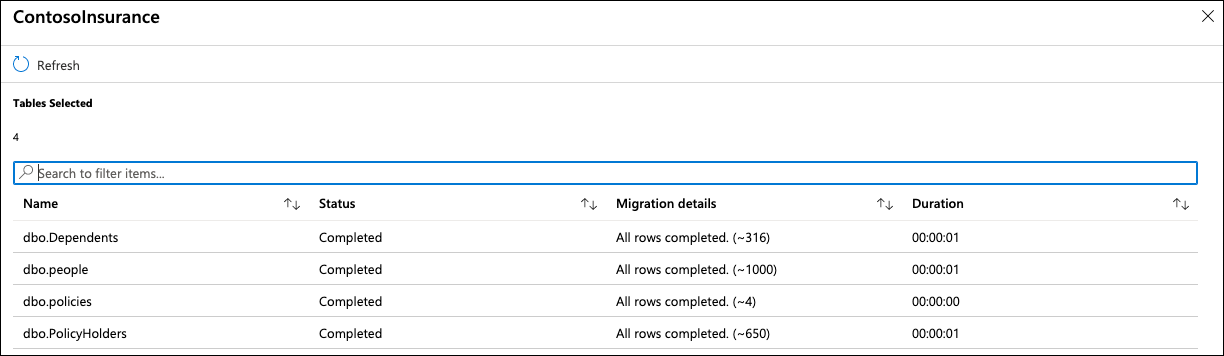 ContosoInsurance
Refresh
Tables Selected
4
Search to filter items...
Name Status Migration details Duration
dbo.Dependents Completed All rows completed. (~316) 00:00:01
dbo.people Completed All rows completed. (~1000) 00:00:01
dbo.policies Completed All rows completed. (~4) 00:00:00
dbo.PolicyHolders Completed All rows completed. (~650) 00:00:01